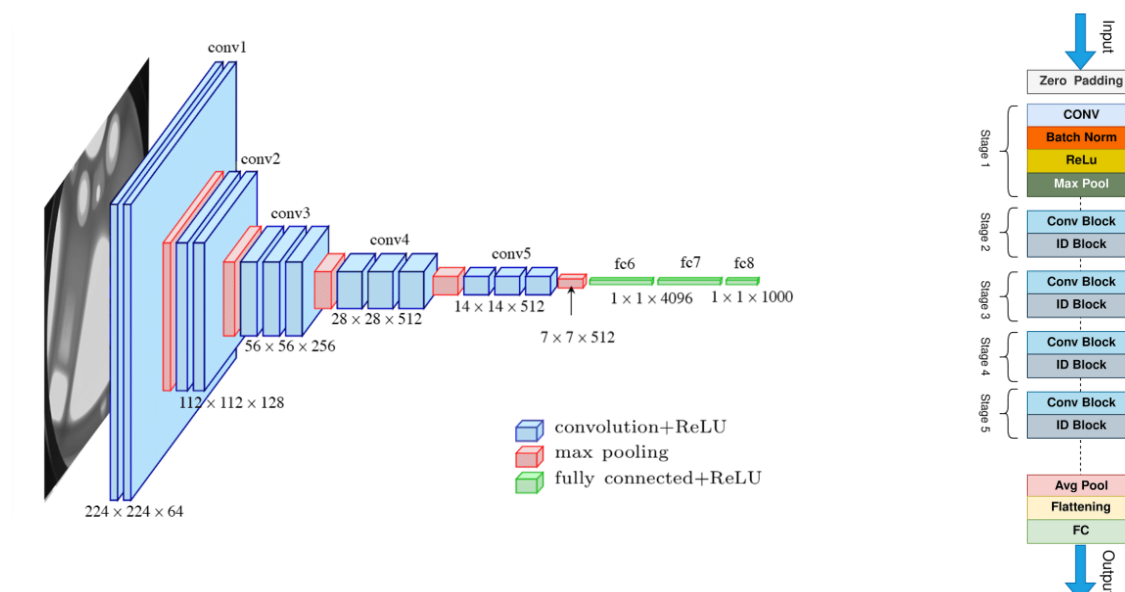 conv1
conv2
conv3
conv4
conv5
fc6
fc7
fc8
1 × 1 × 4096
1 × 1 × 1000
14 × 14 × 512
28 × 28 × 512
7 × 7 × 512
56 × 56 × 256
112 × 112 × 128
224 × 224 × 64
convolution+ReLU
max pooling
fully connected+ReLU
Input
Zero Padding
Stage 1
CONV
Batch Norm
ReLu
Max Pool
Stage 2
Conv Block
ID Block
Stage 3
Conv Block
ID Block
Stage 4
Conv Block
ID Block
Stage 5
Conv Block
ID Block
Avg Pool
Flattening
FC
Outpu